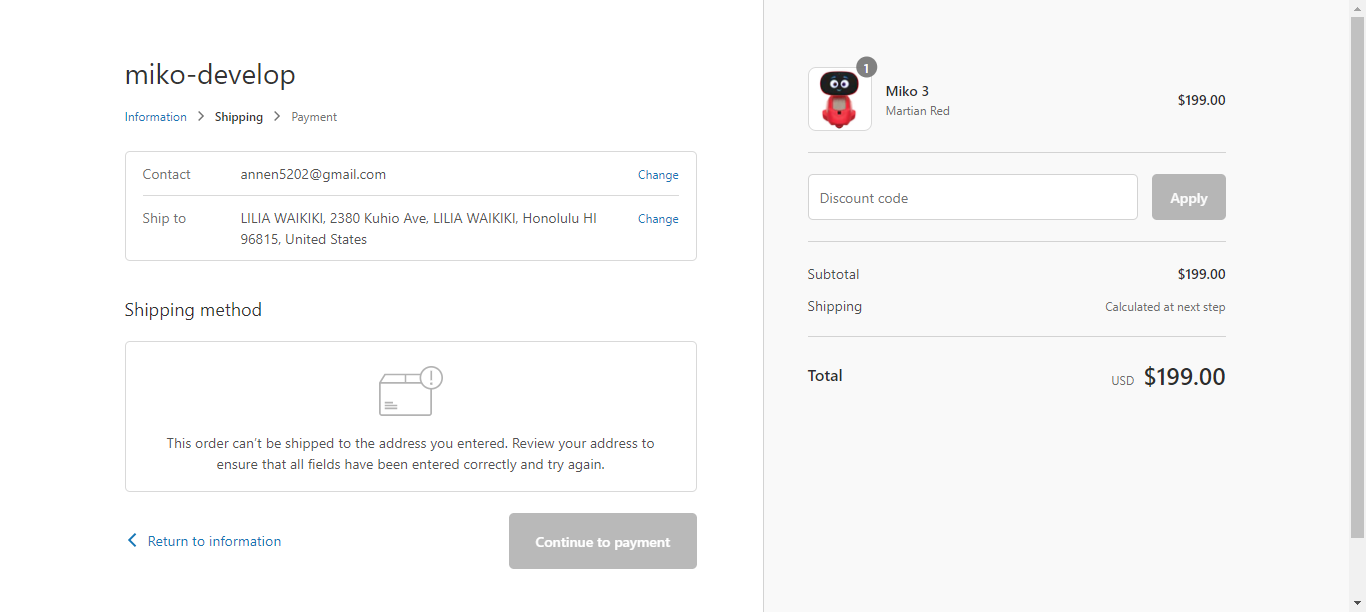 miko-develop
Information > Shipping > Payment
Contact annen5202@gmail.com Change
Ship to LILIA WAIKIKI, 2380 Kuhio Ave, LILIA WAIKIKI, Honolulu HI Change
96815, United States
Shipping method
This order can't be shipped to the address you entered. Review your address to
ensure that all fields have been entered correctly and try again.
Return to information
Continue to payment
1
Miko 3
Martian Red
$199.00
Discount code
Apply
Subtotal $199.00
Shipping Calculated at next step
Total USD $199.00